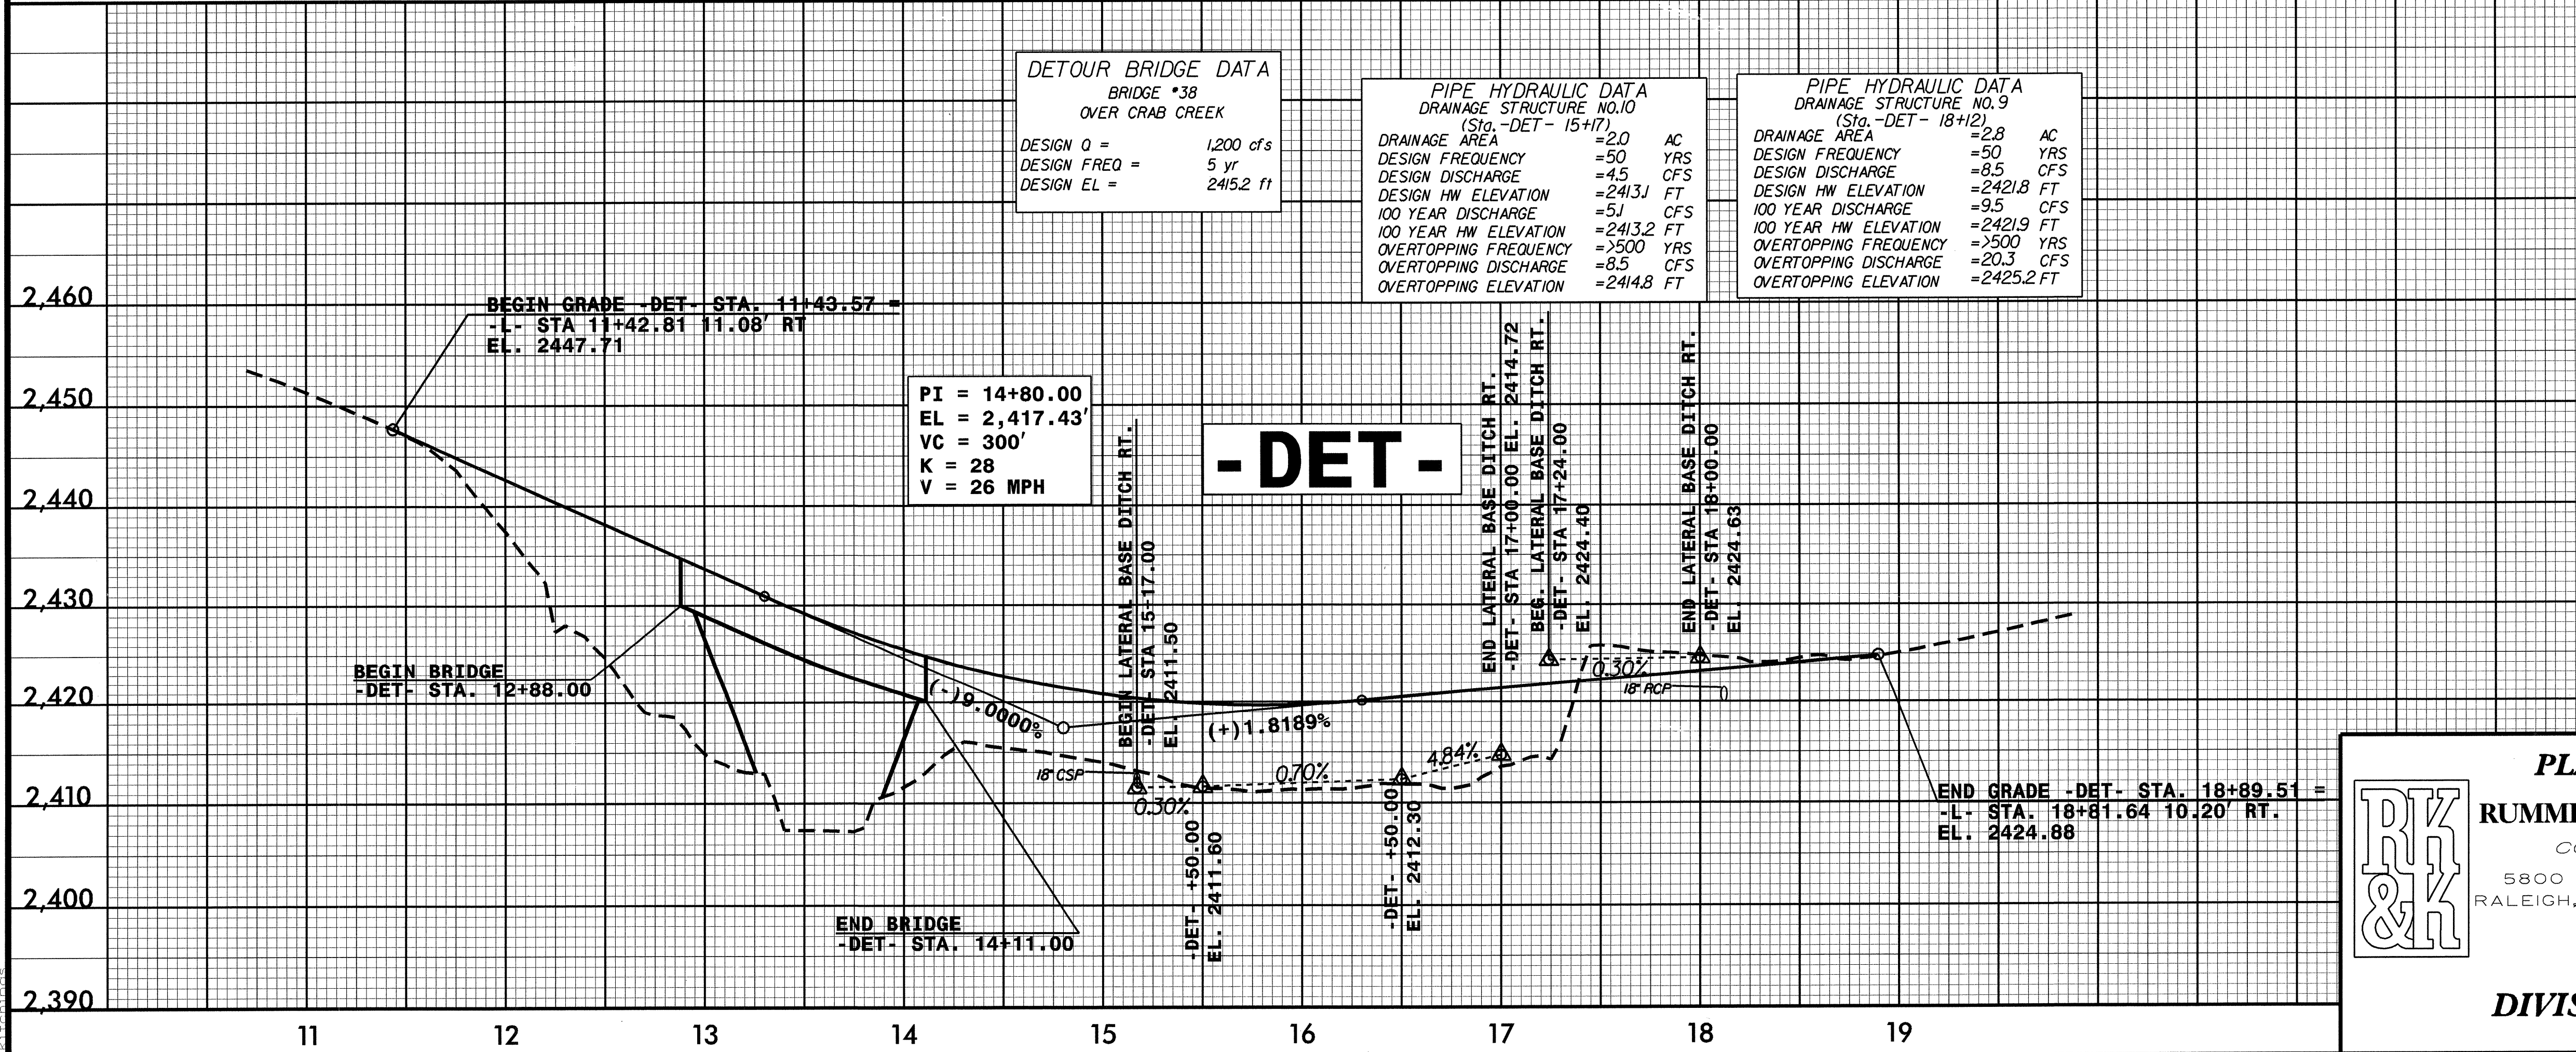 DETOUR BRIDGE DATA
BRIDGE #38
OVER CRAB CREEK
DESIGN Q = 1,200 cfs
DESIGN FREQ = 5 yr
DESIGN EL = 2415.2 ft
PIPE HYDRAULIC DATA
DRAINAGE STRUCTURE NO.10
(Sta.-DET- 15+17)
DRAINAGE AREA =2.0 AC
DESIGN FREQUENCY =50 YRS
DESIGN DISCHARGE =4.5 CFS
DESIGN HW ELEVATION =2413.1 FT
100 YEAR DISCHARGE =5.1 CFS
100 YEAR HW ELEVATION =2413.2 FT
OVERTOPPING FREQUENCY =>500 YRS
OVERTOPPING DISCHARGE =8.5 CFS
OVERTOPPING ELEVATION =2414.8 FT
PIPE HYDRAULIC DATA
DRAINAGE STRUCTURE NO.9
(Sta.-DET- 18+12)
DRAINAGE AREA =2.8 AC
DESIGN FREQUENCY =50 YRS
DESIGN DISCHARGE =8.5 CFS
DESIGN HW ELEVATION =2421.8 FT
100 YEAR DISCHARGE =9.5 CFS
100 YEAR HW ELEVATION =2421.9 FT
OVERTOPPING FREQUENCY =>500 YRS
OVERTOPPING DISCHARGE =20.3 CFS
OVERTOPPING ELEVATION =2425.2 FT
2,460
2,450
2,440
2,430
2,420
2,410
2,400
2,390
BEGIN GRADE -DET- STA. 11+43.57 =
-L- STA 11+42.81 11.08' RT
EL. 2447.71
PI = 14+80.00
EL = 2,417.43'
VC = 300'
K = 28
V = 26 MPH
-DET-
BEGIN LATERAL BASE DITCH RT.
-DET- STA 15+17.00
EL. 2411.50
END LATERAL BASE DITCH RT.
-DET- STA 17+00.00 EL. 2414.72
BEG. LATERAL BASE DITCH RT.
-DET- STA 17+24.00
EL. 2424.40
END LATERAL BASE DITCH RT.
-DET- STA 18+00.00
EL. 2424.63
BEGIN BRIDGE
-DET- STA. 12+88.00
(-)9.0000%
(+)1.8189%
0.30%
18" RCP
18" CSP
0.30%
0.70%
4.84%
-DET- +50.00
EL. 2411.60
-DET- +50.00
EL. 2412.30
END BRIDGE
-DET- STA. 14+11.00
END GRADE -DET- STA. 18+89.51 =
-L- STA. 18+81.64 10.20' RT.
EL. 2424.88
RK
&K
PL
RUMM
5800
RALEIGH,
DIVIS
11 12 13 14 15 16 17 18 19